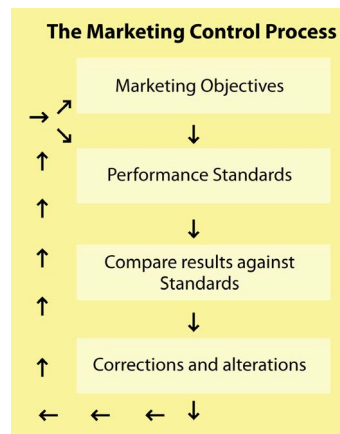 The Marketing Control Process
Marketing Objectives
Performance Standards
Compare results against
Standards
Corrections and alterations